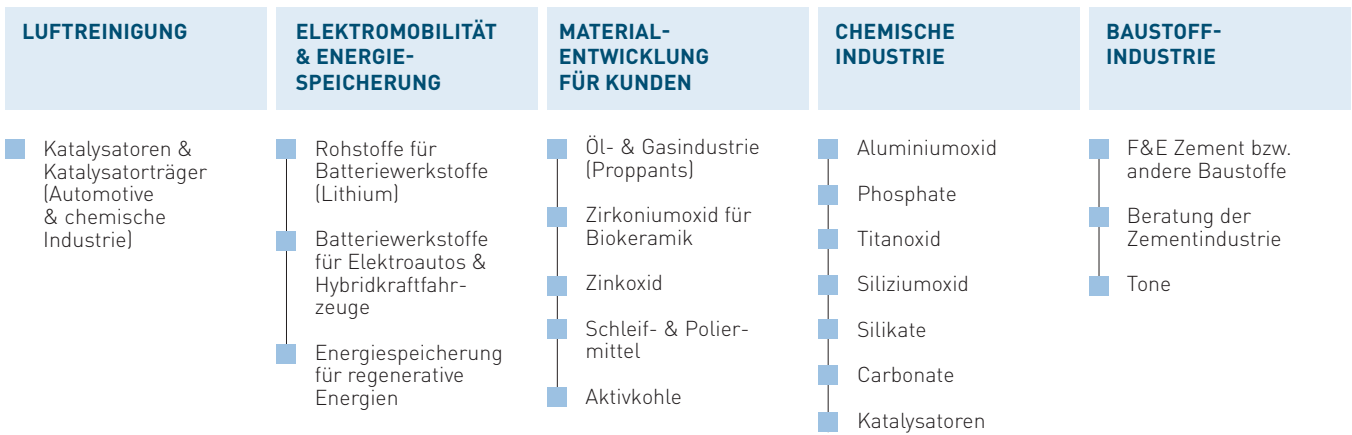 LUFTREINIGUNG
Katalysatoren &
Katalysatorträger
(Automotive
& chemische
Industrie)
ELEKTROMOBILITÄT
& ENERGIE-
SPEICHERUNG
Rohstoffe für
Batteriewerkstoffe
(Lithium)
Batteriewerkstoffe
für Elektroautos &
Hybridkraftfahr-
zeuge
Energiespeicherung
für regenerative
Energien
MATERIAL-
ENTWICKLUNG
FÜR KUNDEN
Öl- & Gasindustrie
(Proppants)
Zirkoniumoxid für
Biokeramik
Zinkoxid
Schleif- & Polier-
mittel
Aktivkohle
CHEMISCHE
INDUSTRIE
Aluminiumoxid
Phosphate
Titanoxid
Siliziumoxid
Silikate
Carbonate
Katalysatoren
BAUSTOFF-
INDUSTRIE
F&E Zement bzw.
andere Baustoffe
Beratung der
Zementindustrie
Tone